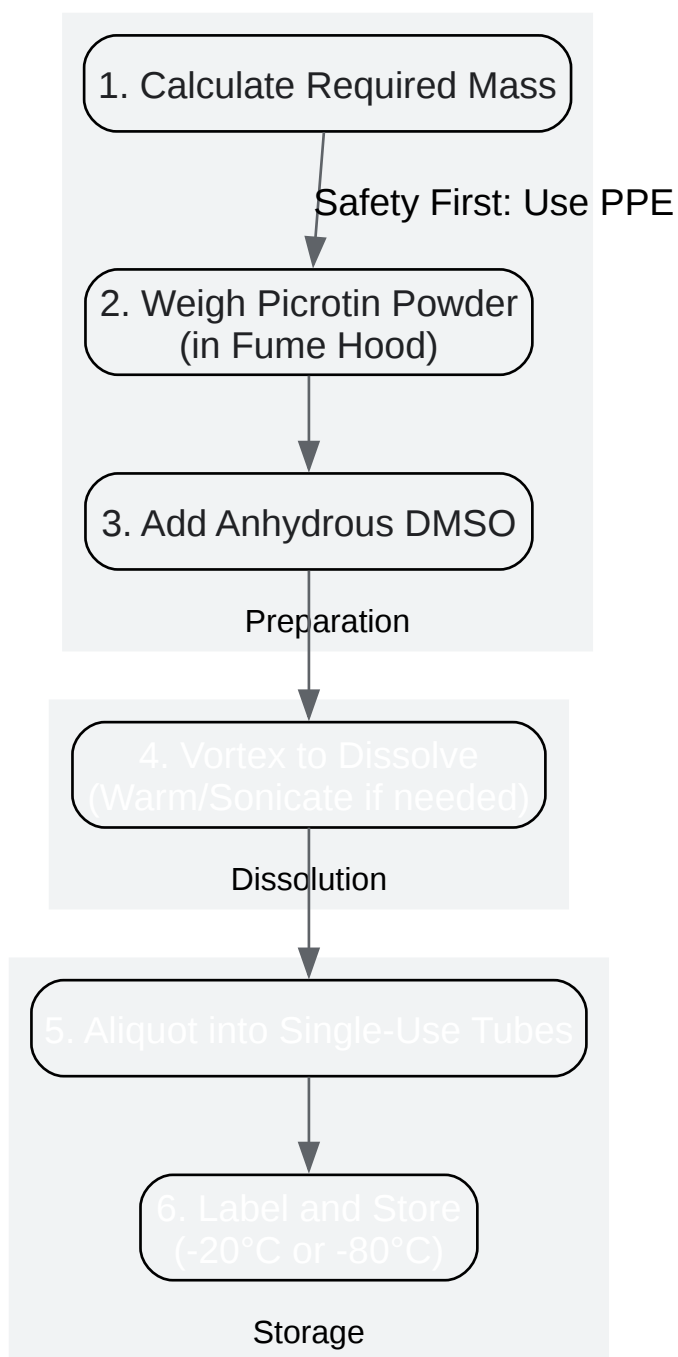 1. Calculate Required Mass
Safety First: Use PPE
2. Weigh Picrotin Powder
(in Fume Hood)
3. Add Anhydrous DMSO
Preparation
4. Vortex to Dissolve
(Warm/Sonicate if needed)
Dissolution
5. Aliquot into Single-Use Tubes
6. Label and Store
(-20°C or -80°C)
Storage